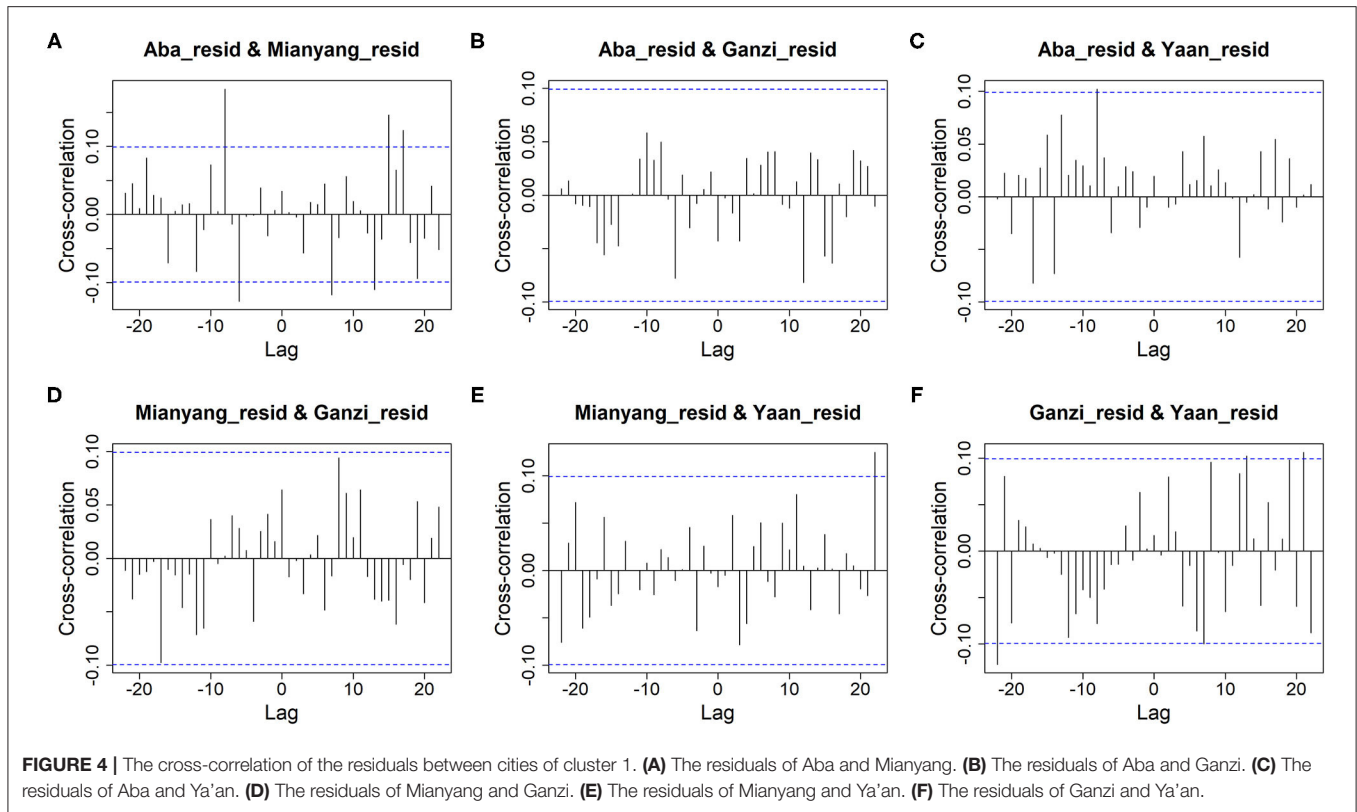 A
Aba_resid & Mianyang_resid
Cross-correlation
0.10
0.00
-0.10
-20 -10 0 10 20
Lag
B
Aba_resid & Ganzi_resid
Cross-correlation
0.10
0.05
0.00
-0.10
-20 -10 0 10 20
Lag
C
Aba_resid & Yaan_resid
Cross-correlation
0.10
0.05
0.00
-0.10
-20 -10 0 10 20
Lag
D
Mianyang_resid & Ganzi_resid
Cross-correlation
0.10
0.05
0.00
-0.10
-20 -10 0 10 20
Lag
E
Mianyang_resid & Yaan_resid
Cross-correlation
0.10
0.05
0.00
-0.10
-20 -10 0 10 20
Lag
F
Ganzi_resid & Yaan_resid
Cross-correlation
0.10
0.05
0.00
-0.10
-20 -10 0 10 20
Lag
FIGURE 4 | The cross-correlation of the residuals between cities of cluster 1. (A) The residuals of Aba and Mianyang. (B) The residuals of Aba and Ganzi. (C) The
residuals of Aba and Ya'an. (D) The residuals of Mianyang and Ganzi. (E) The residuals of Mianyang and Ya'an. (F) The residuals of Ganzi and Ya'an.